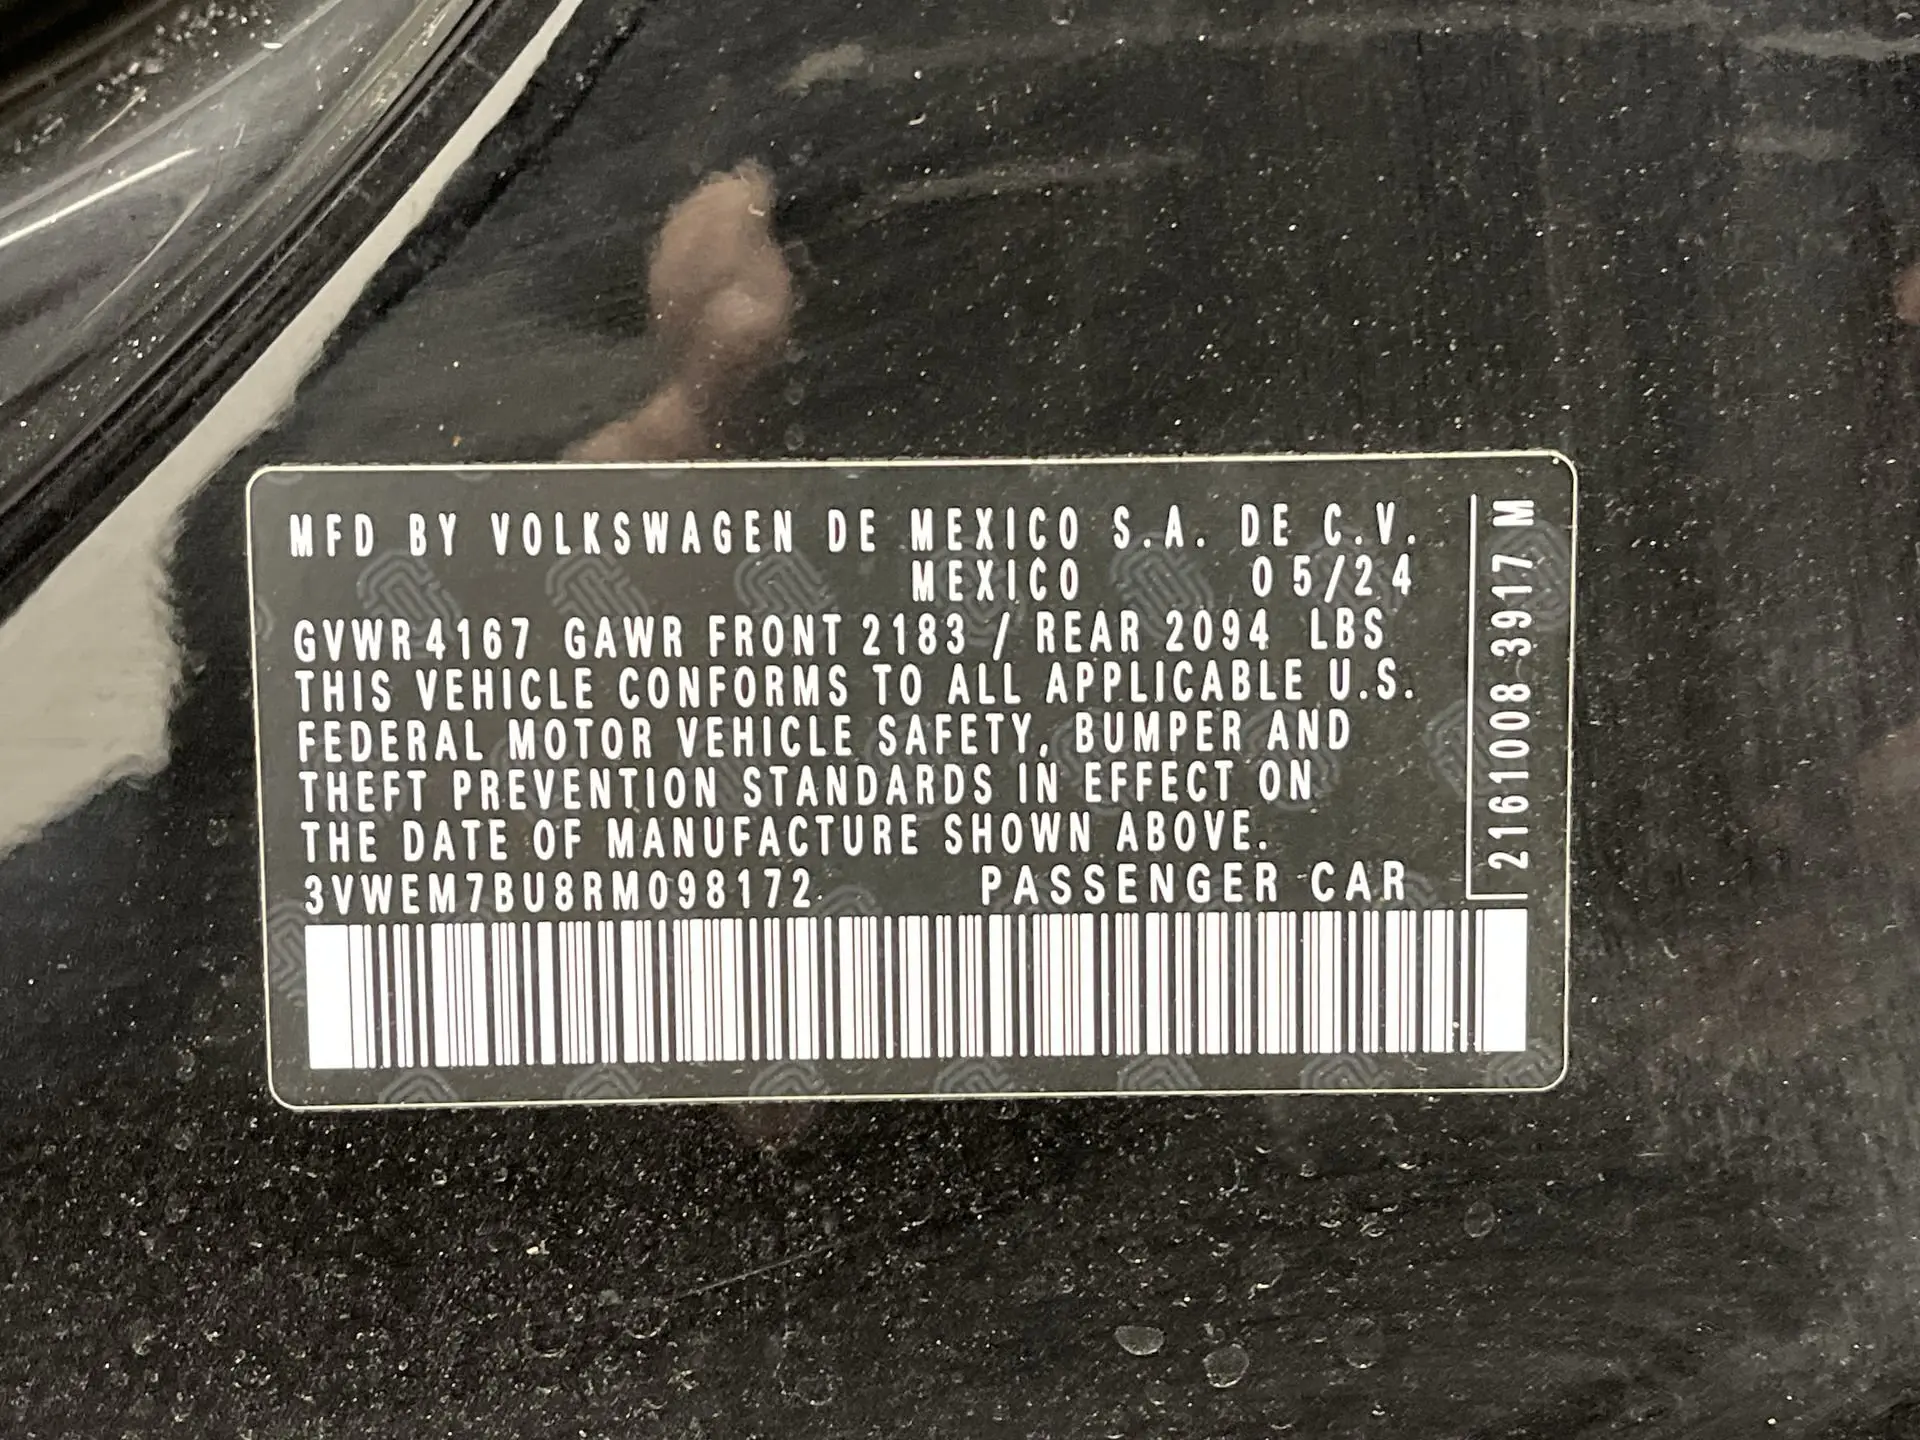 MFD BY VOLKSWAGEN DE MEXICO S.A. DE C.V.
MEXICO 05/24
GVWR 4167 GAWR FRONT 2183 / REAR 2094 LBS
THIS VEHICLE CONFORMS TO ALL APPLICABLE U.S.
FEDERAL MOTOR VEHICLE SAFETY, BUMPER AND
THEFT PREVENTION STANDARDS IN EFFECT ON
THE DATE OF MANUFACTURE SHOWN ABOVE.
3VWEM7BU8RM098172 PASSENGER CAR
2161008 3917 M